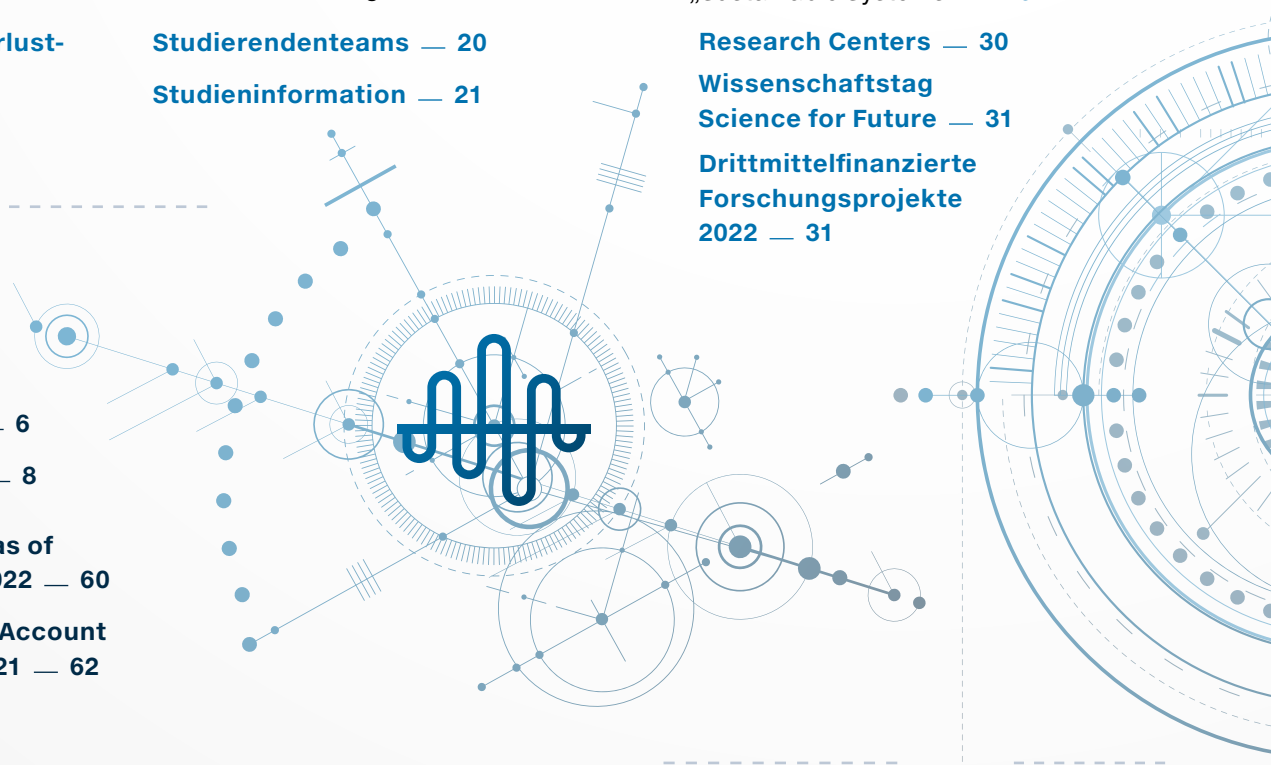 Studierendenteams — 20
Studieninformation — 21
Research Centers — 30
Wissenschaftstag
Science for Future — 31
Drittmittelfinanzierte
Forschungsprojekte
2022 — 31
— 6
— 8
of
— 60
Account
— 62